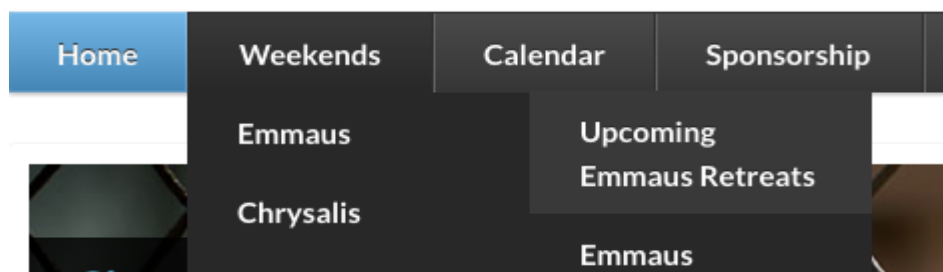 Home
Weekends
Calendar
Sponsorship
Emmaus
Chrysalis
Upcoming
Emmaus Retreats
Emmaus